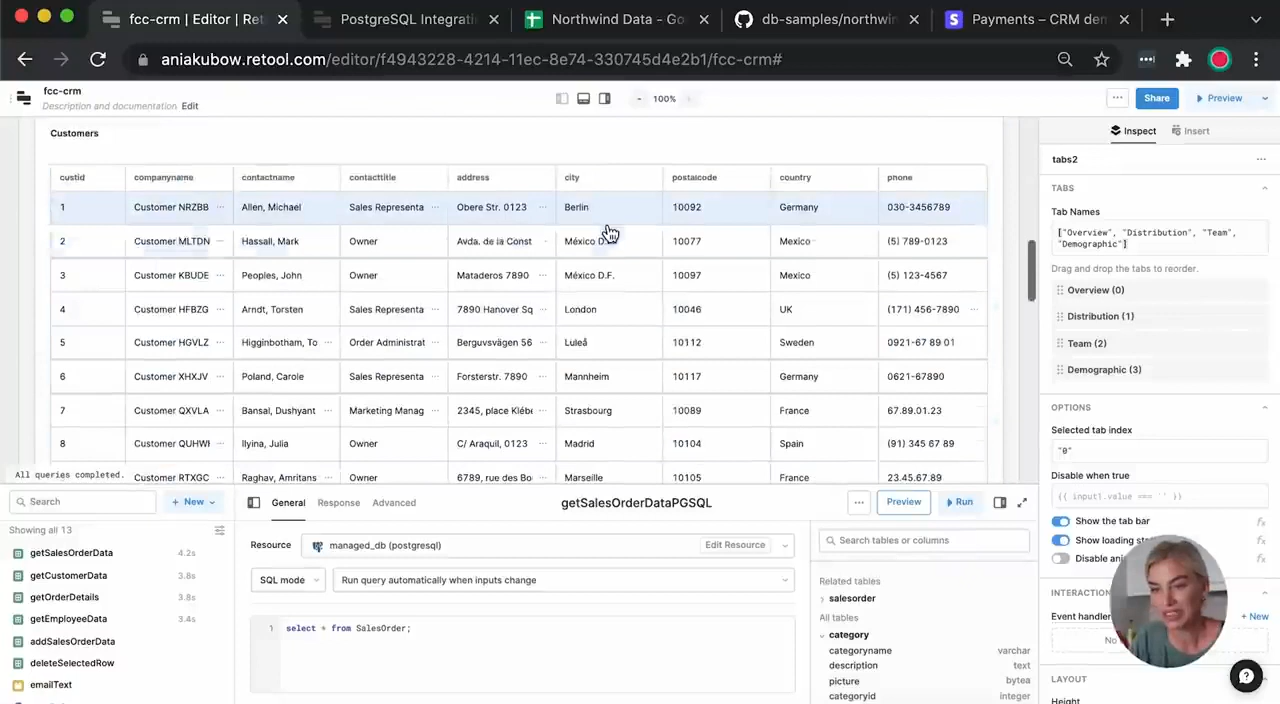 fcc-crm | Editor | Ret
PostgreSQL Integrati
Northwind Data - Go
db-samples/northwin
S
Payments – CRM den
aniakubow.retool.com/editor/f4943228-4214-11ec-8e74-330745d4e2b1/fcc-crm#
fcc-crm
Description and documentation Edit
- 100%
Share
Preview
Customers
custid companyname contactname contacttitle address city postalcode country phone
1 Customer NRZBB ... Allen, Michael Sales Representa ... Obere Str. 0123 ... Berlin 10092 Germany 030-3456789
2 Customer MLTDN ... Hassall, Mark Owner Avda. de la Const México D.F. 10077 Mexico (5) 789-0123
3 Customer KBUDE ... Peoples, John Owner Mataderos 7890 ... México D.F. 10097 Mexico (5) 123-4567
4 Customer HFBZG ... Arndt, Torsten Sales Representa ... 7890 Hanover Sq ... London 10046 UK (171) 456-7890 ...
5 Customer HGVLZ ... Higginbotham, To ... Order Administrat ... Berguvsvägen 56 ... Luleå 10112 Sweden 0921-67 89 01
6 Customer XHXJV ... Poland, Carole Sales Representa ... Forsterstr. 7890 ... Mannheim 10117 Germany 0621-67890
7 Customer QXVLA ... Bansal, Dushyant ... Marketing Manag ... 2345, place Klébe ... Strasbourg 10089 France 67.89.01.23
8 Customer QUHWH ... Ilyina, Julia Owner C/ Araquil, 0123 ... Madrid 10104 Spain (91) 345 67 89
Customer RTXGC ... Raghav, Amritans ... Owner 6789, rue des Bo ... Marseille 10105 France 23.45.67.89
All queries completed.
Search
+ New
Showing all 13
getSalesOrderData 4.2s
getCustomerData 3.8s
getOrderDetails 3.8s
getEmployeeData 3.4s
addSalesOrderData
deleteSelectedRow
emailText
General Response Advanced
getSalesOrderDataPGSQL
... Preview Run
Resource managed_db (postgresql) Edit Resource
SQL mode Run query automatically when inputs change
1 select * from SalesOrder;
Search tables or columns
Related tables
salesorder
All tables
category
categoryname varchar
description text
picture bytea
categoryid integer
Inspect Insert
tabs2
TABS
Tab Names
["Overview", "Distribution", "Team",
"Demographic"]
Drag and drop the tabs to reorder.
Overview (0)
Distribution (1)
Team (2)
Demographic (3)
OPTIONS
Selected tab index
"0"
Disable when true
{{ input1.value === '' }}
Show the tab bar fx
Show loading fx
Disable fx
INTERACTION
Event handler + New
No
LAYOUT
Height